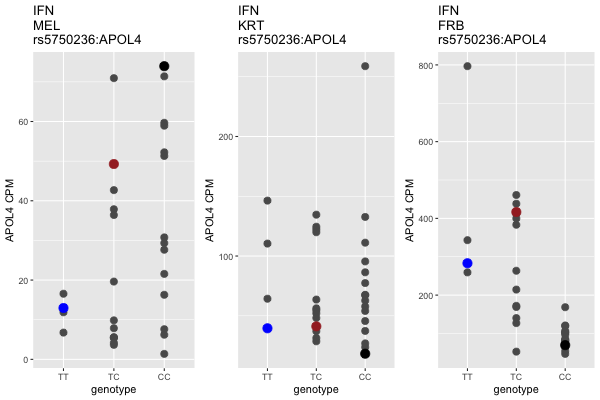 IFN
MEL
rs5750236:APOL4
APOL4 CPM
60
40
20
0
TT TC CC
genotype
IFN
KRT
rs5750236:APOL4
APOL4 CPM
200
100
TT TC CC
genotype
IFN
FRB
rs5750236:APOL4
APOL4 CPM
800
600
400
200
TT TC CC
genotype